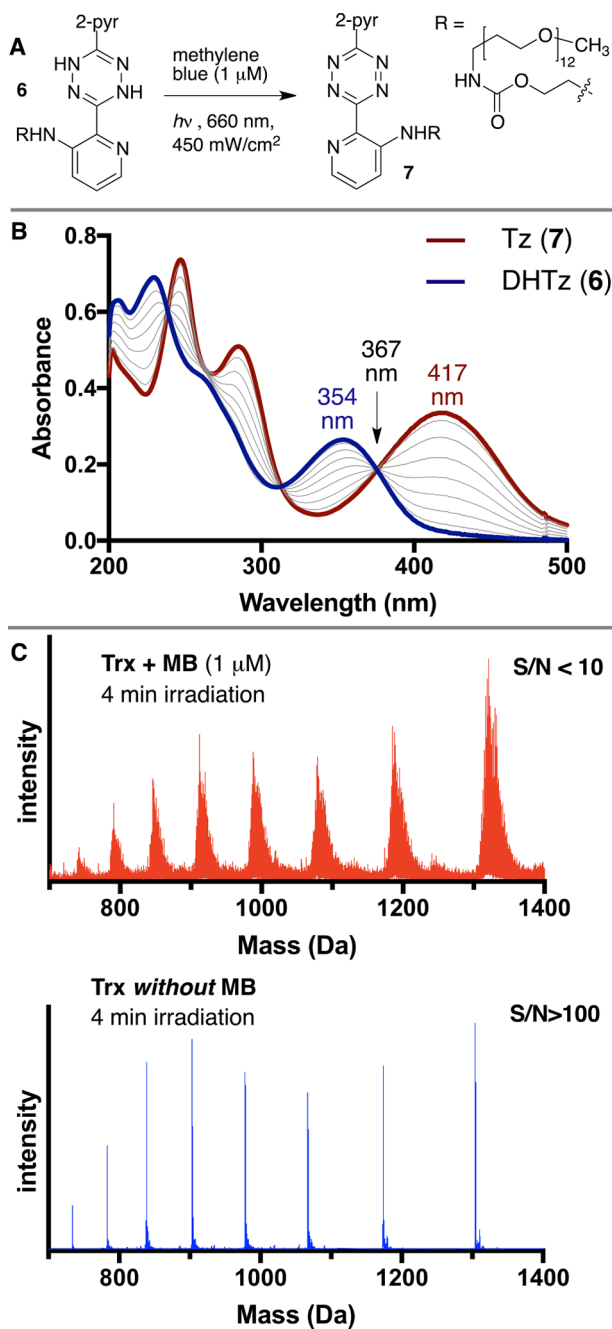 A
2-pyr
6
HN
N
N
NH
RHN
N
methylene
blue (1 μM)
hν , 660 nm,
450 mW/cm²
2-pyr
N
N
N
N
N
NHR
7
R =
O
CH₃
12
HN
O
O
B
Absorbance
0.8
0.6
0.4
0.2
0.0
Tz (7)
DHTz (6)
354
nm
367
nm
417
nm
200
300
400
500
Wavelength (nm)
C
Trx + MB (1 μM)
4 min irradiation
S/N < 10
intensity
800
1000
1200
1400
Mass (Da)
Trx without MB
4 min irradiation
S/N>100
intensity
800
1000
1200
1400
Mass (Da)